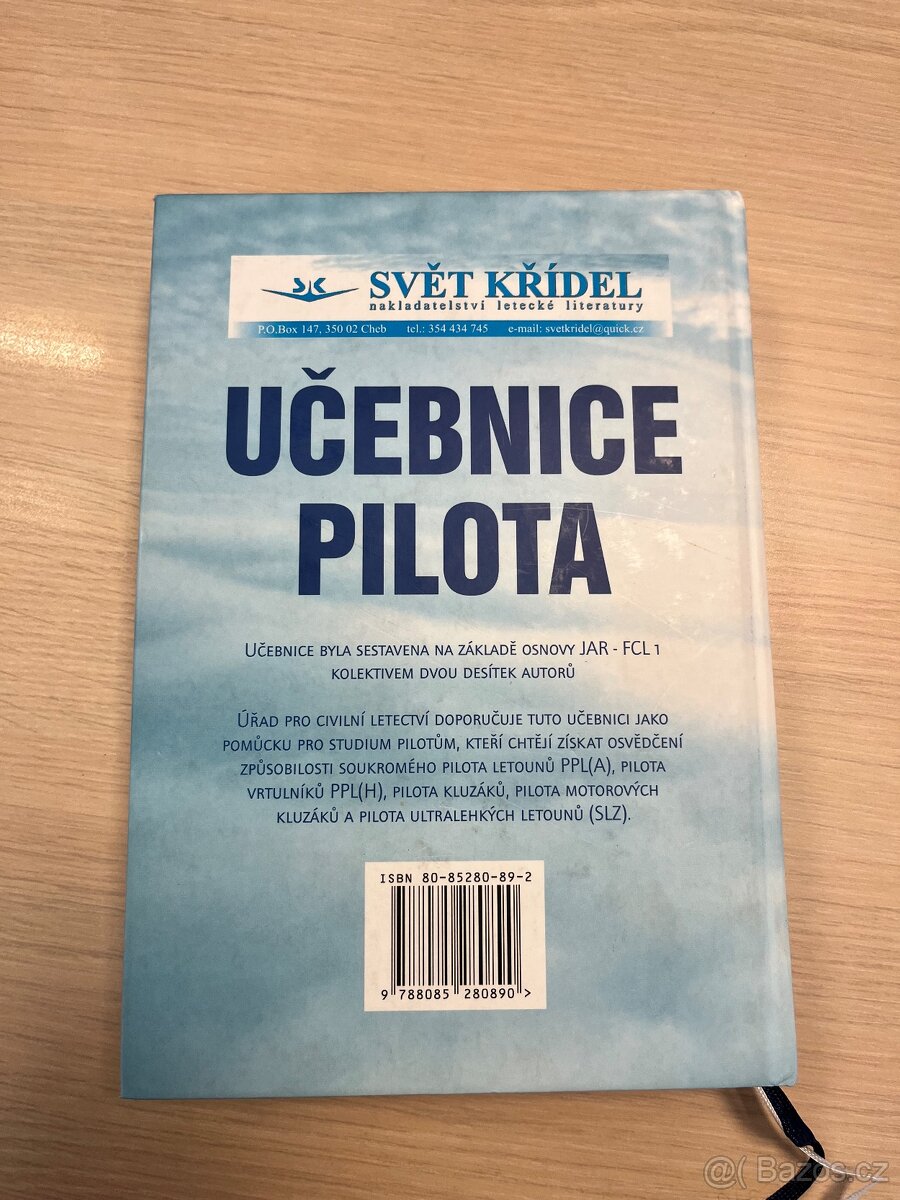 SVĚT KŘÍDEL
nakladatelství letecké literatury
P.O.Box 147, 350 02 Cheb tel.: 354 434 745 e-mail: svetkridel@quick.cz
UČEBNICE
PILOTA
UČEBNICE BYLA SESTAVENA NA ZÁKLADĚ OSNOVY JAR - FCL 1
KOLEKTIVEM DVOU DESÍTEK AUTORŮ
ÚŘAD PRO CIVILNÍ LETECTVÍ DOPORUČUJE TUTO UČEBNICI JAKO
POMŮCKU PRO STUDIUM PILOTŮM, KTEŘÍ CHTĚJÍ ZÍSKAT OSVĚDČENÍ
ZPŮSOBILOSTI SOUKROMÉHO PILOTA LETOUNŮ PPL(A), PILOTA
VRTULNÍKŮ PPL(H), PILOTA KLUZÁKŮ, PILOTA MOTOROVÝCH
KLUZÁKŮ A PILOTA ULTRALEHKÝCH LETOUNŮ (SLZ).
ISBN 80-85280-89-2
9 788085 280890 >
@( Bazos.cz